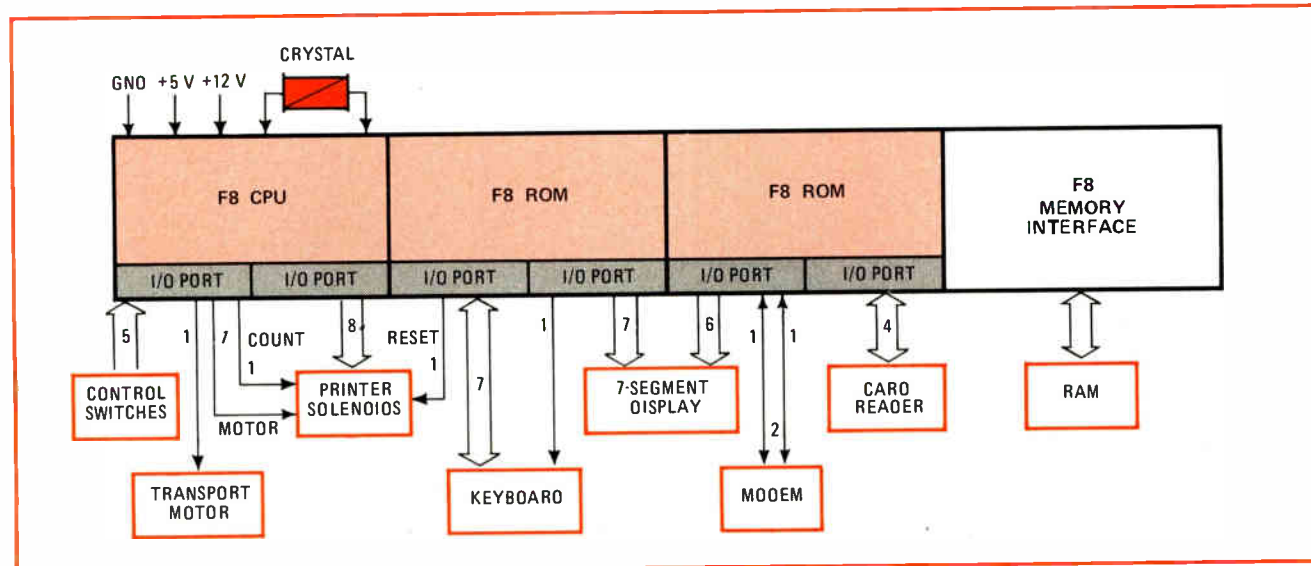 CRYSTAL
GNO +5 V +12 V
F8 CPU
F8 ROM
F8 ROM
F8
MEMORY
INTERFACE
I/O PORT
I/O PORT
I/O PORT
I/O PORT
I/O PORT
I/O PORT
5
1
1
COUNT
1
8
RESET
1
7
1
7
6
1
1
2
4
CONTROL
SWITCHES
PRINTER
SOLENOIOS
7-SEGMENT
DISPLAY
CARO
REAOER
RAM
MOTOR
TRANSPORT
MOTOR
KEYBOARO
MOOEM